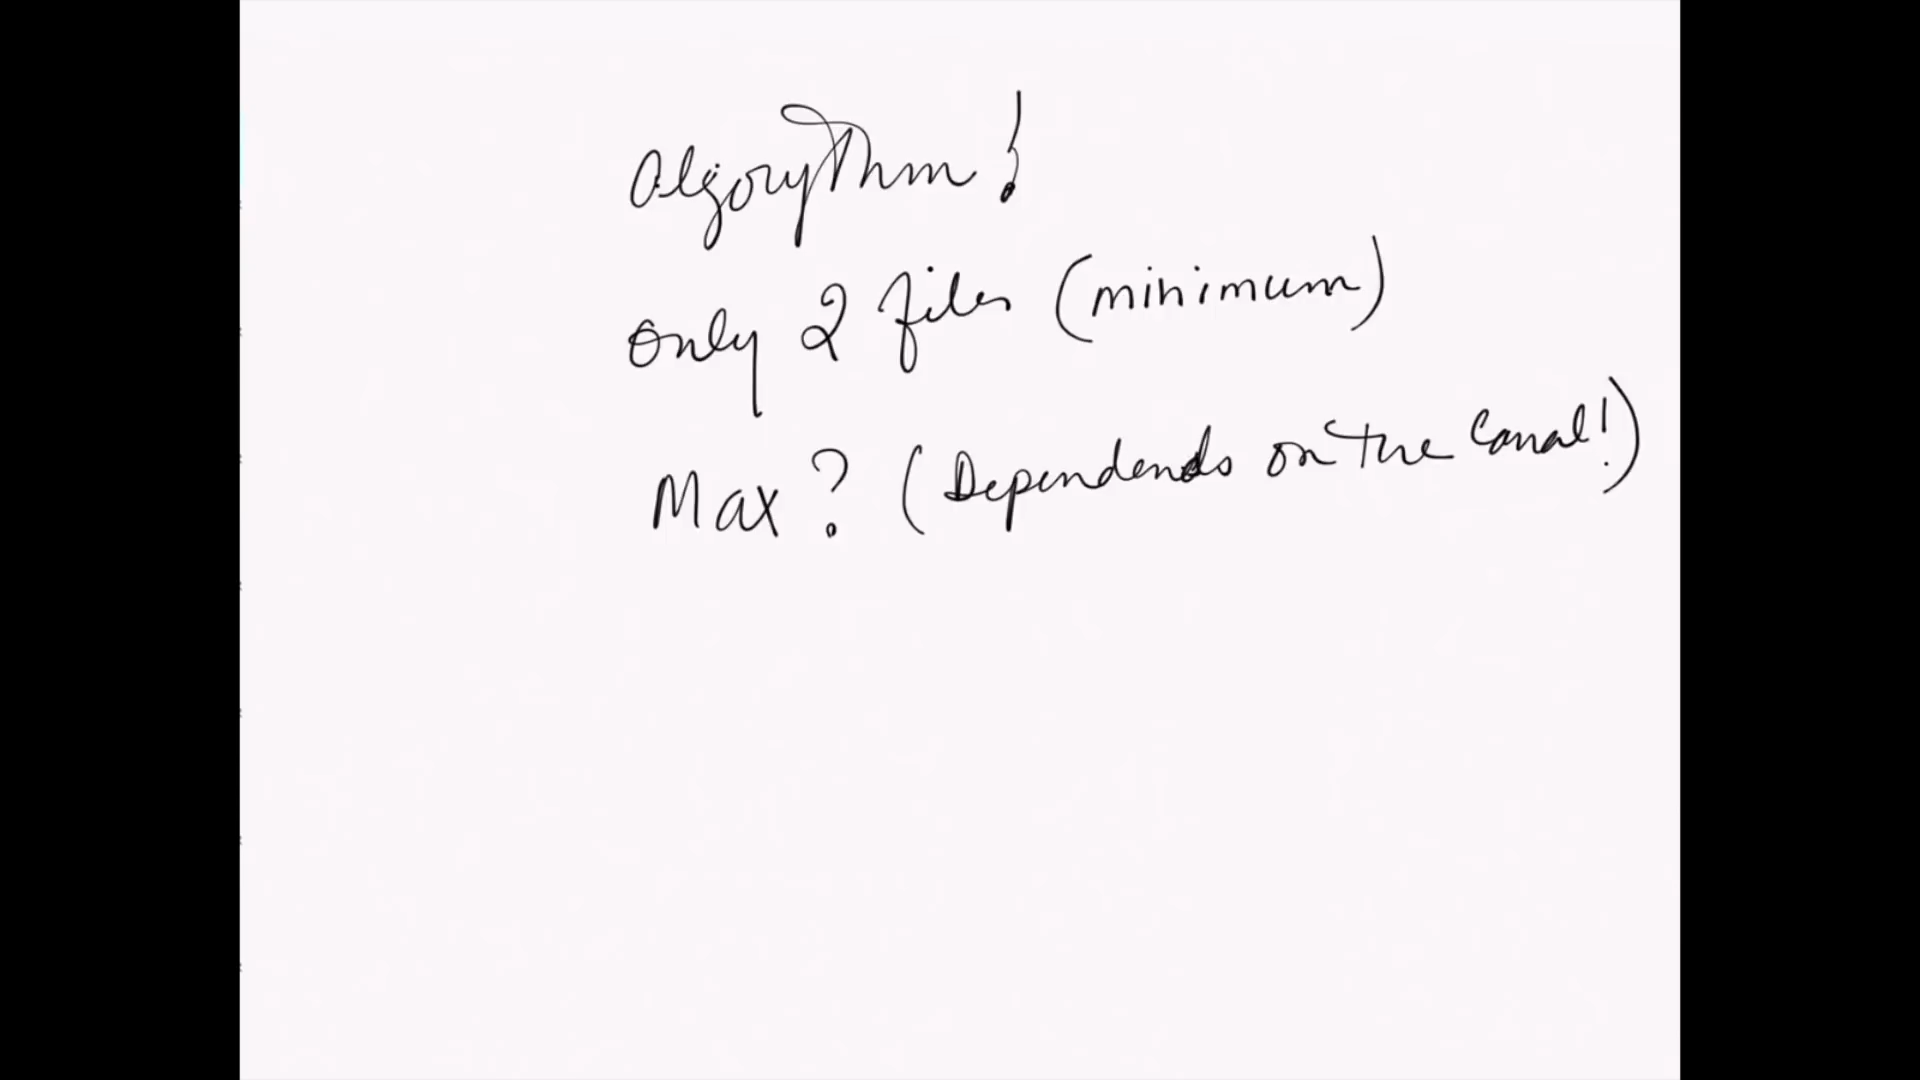 Algorythm!
Only 2 files (minimum)
Max? (Dependends on the Canal!)